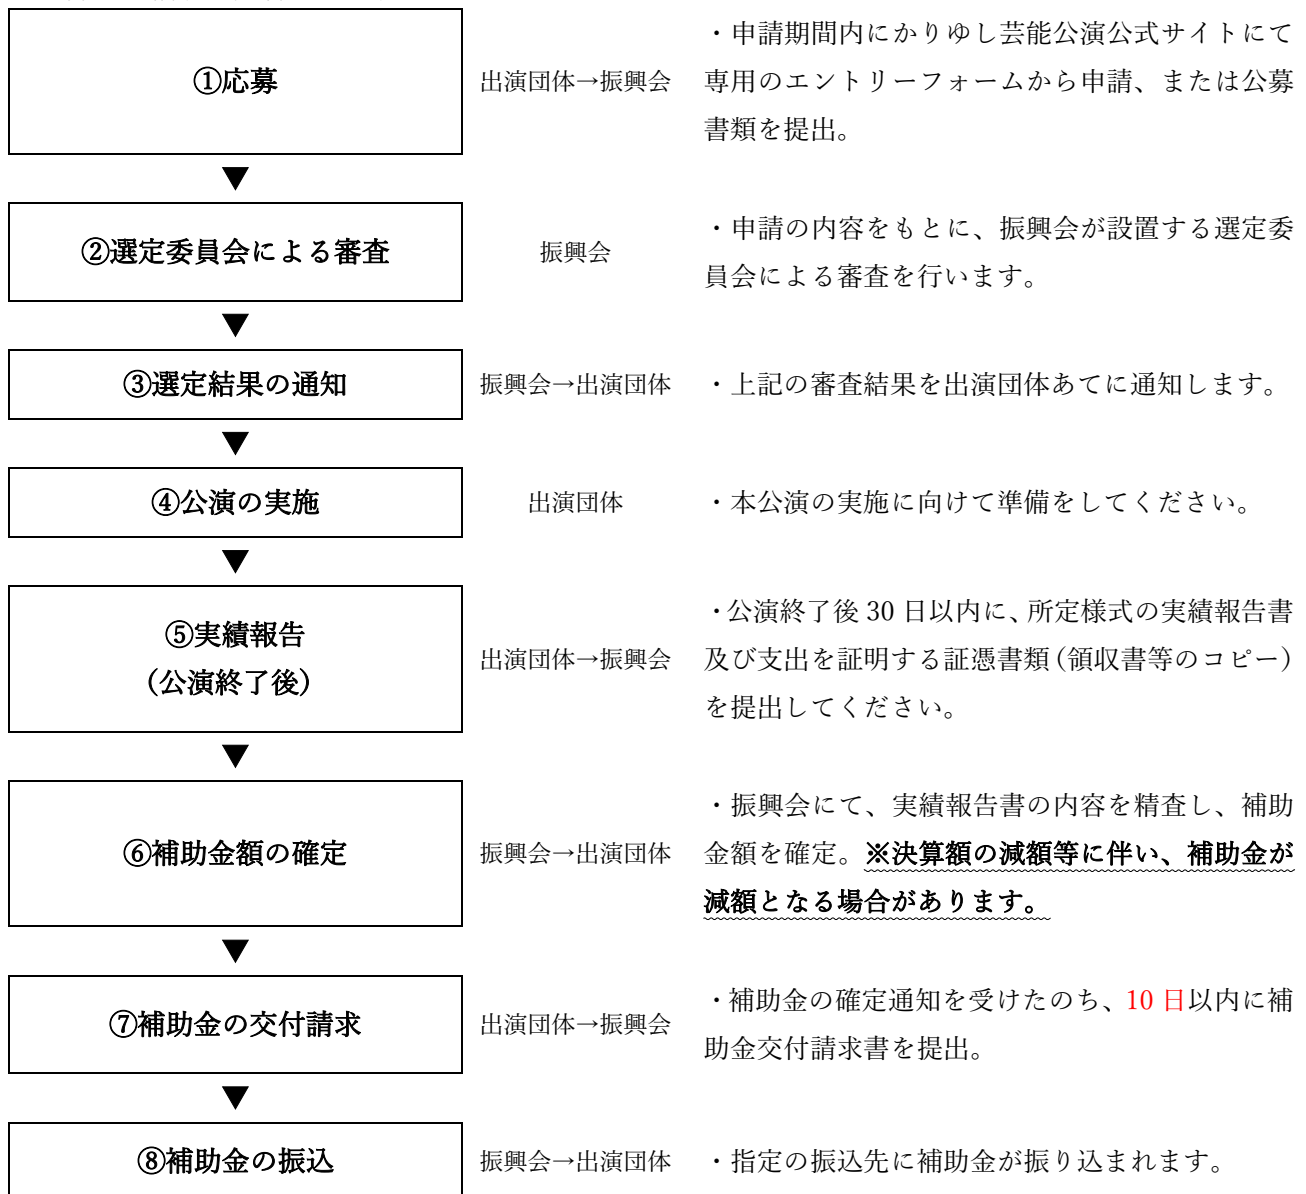 ①応募
出演団体→振興会
・申請期間内にかりゆし芸能公演公式サイトにて
専用のエントリーフォームから申請、または公募
書類を提出。
▼
②選定委員会による審査
振興会
・申請の内容をもとに、振興会が設置する選定委
員会による審査を行います。
▼
③選定結果の通知
振興会→出演団体
・上記の審査結果を出演団体あてに通知します。
▼
④公演の実施
出演団体
・本公演の実施に向けて準備をしてください。
▼
⑤実績報告
（公演終了後）
出演団体→振興会
・公演終了後 30 日以内に、所定様式の実績報告書
及び支出を証明する証憑書類（領収書等のコピー）
を提出してください。
▼
⑥補助金額の確定
振興会→出演団体
・振興会にて、実績報告書の内容を精査し、補助
金額を確定。※決算額の減額等に伴い、補助金が
減額となる場合があります。
▼
⑦補助金の交付請求
出演団体→振興会
・補助金の確定通知を受けたのち、10 日以内に補
助金交付請求書を提出。
▼
⑧補助金の振込
振興会→出演団体
・指定の振込先に補助金が振り込まれます。